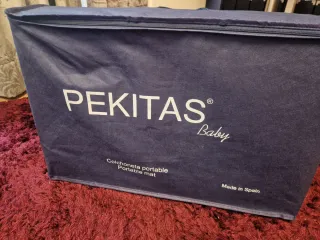 PEKITAS®
Baby
Colchoneta portable
Portable mat
Made in Spain